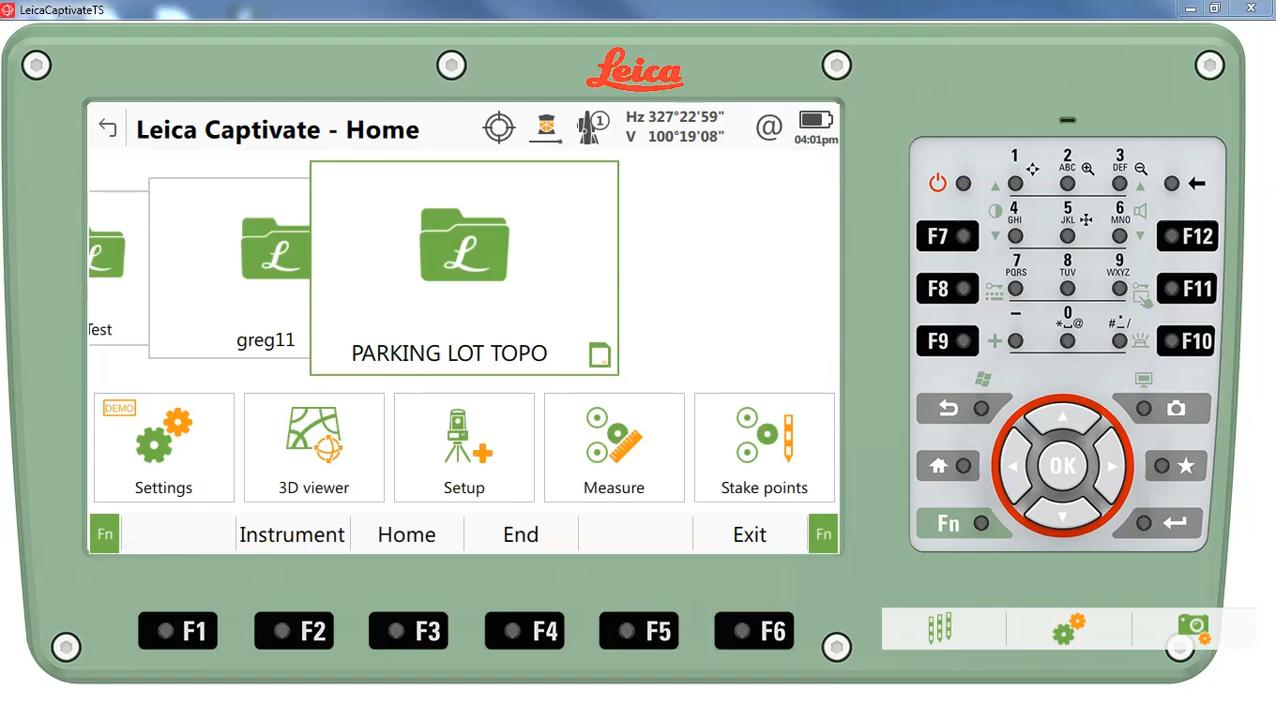 LeicaCaptivateTS
Leica
Leica Captivate - Home
1
Hz 327°22'59"
V 100°19'08"
@
04:01pm
Test
greg11
PARKING LOT TOPO
DEMO
Settings
3D viewer
Setup
Measure
Stake points
Fn
Instrument
Home
End
Exit
Fn
F1
F2
F3
F4
F5
F6
1
2
ABC
3
DEF
F7
4
GHI
5
JKL
6
MNO
F12
F8
7
PQRS
8
TUV
9
WXYZ
F11
F9
–
0
*⎵@
#._/
F10
OK
Fn